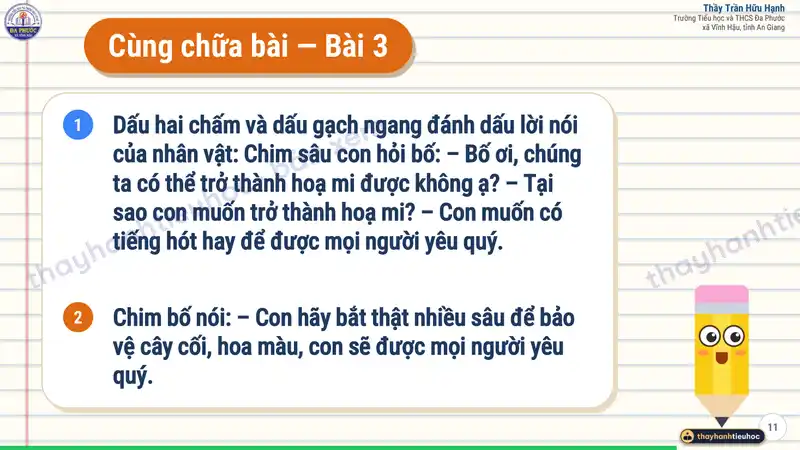 Thầy Trần Hữu Hạnh
Trường Tiểu học và THCS Đa Phước
xã Vĩnh Hậu, tỉnh An Giang
ĐA PHƯỚC
Cùng chữa bài – Bài 3
1 Dấu hai chấm và dấu gạch ngang đánh dấu lời nói
của nhân vật: Chim sâu con hỏi bố: – Bố ơi, chúng
ta có thể trở thành hoạ mi được không ạ? – Tại
sao con muốn trở thành hoạ mi? – Con muốn có
tiếng hót hay để được mọi người yêu quý.
2 Chim bố nói: – Con hãy bắt thật nhiều sâu để bảo
vệ cây cối, hoa màu, con sẽ được mọi người yêu
quý.
thayhanhtieuhoc
11